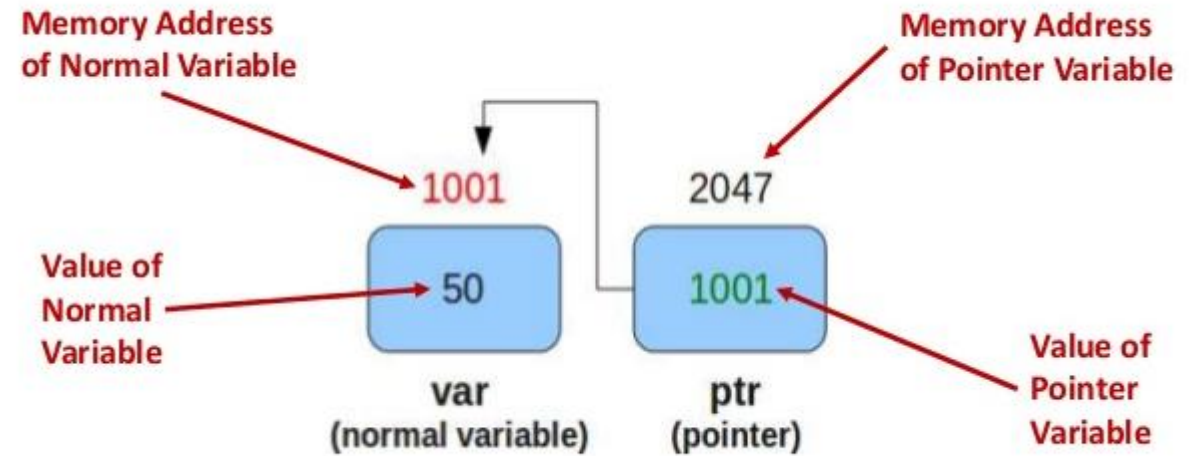 Memory Address
of Normal Variable
Memory Address
of Pointer Variable
1001
2047
Value of
Normal
Variable
50
1001
Value of
Pointer
Variable
var
(normal variable)
ptr
(pointer)